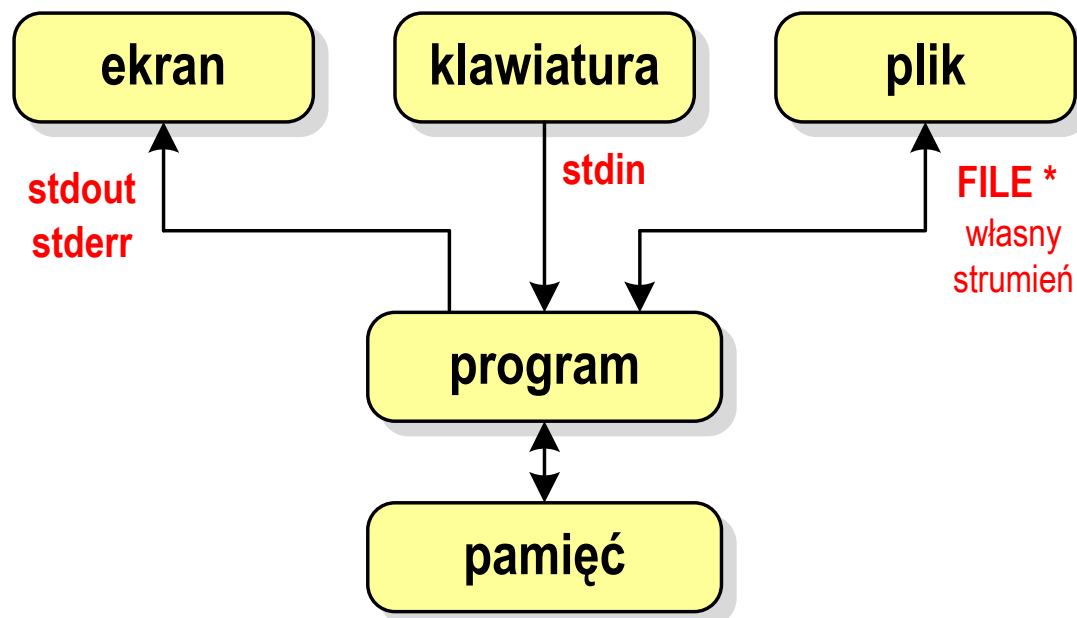 ekran
klawiatura
plik
stdout
stderr
stdin
FILE *
własny
strumień
program
pamięć